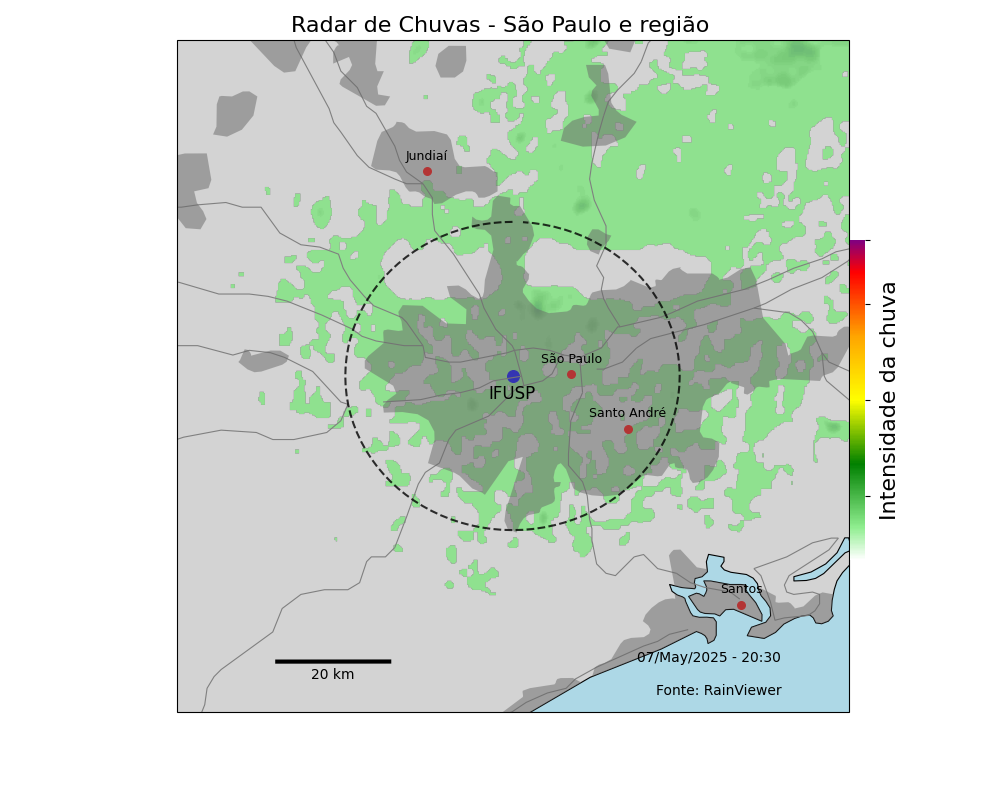 Radar de Chuvas - São Paulo e região
Jundiaí
São Paulo
IFUSP
Santo André
Intensidade da chuva
Santos
07/May/2025 - 20:30
20 km
Fonte: RainViewer